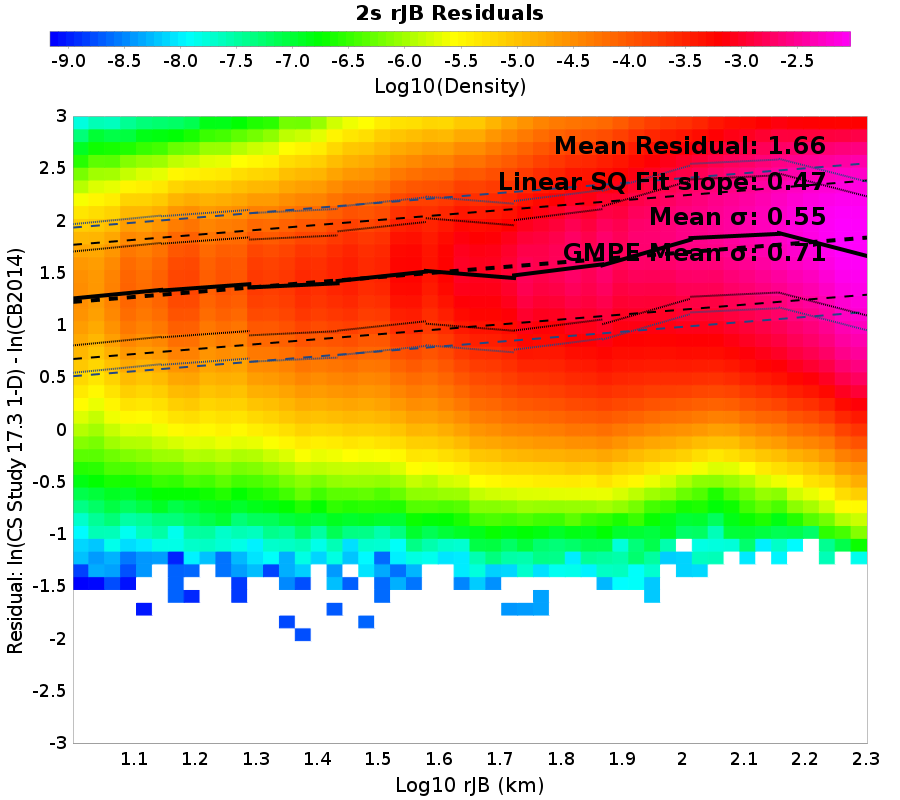 2s rJB Residuals
-9.0 -8.5 -8.0 -7.5 -7.0 -6.5 -6.0 -5.5 -5.0 -4.5 -4.0 -3.5 -3.0 -2.5
Log10(Density)
Mean Residual: 1.66
Linear SQ Fit slope: 0.47
Mean σ: 0.55
GMPE Mean σ: 0.71
Residual: ln(CS Study 17.3 1-D) - ln(CB2014)
3
2.5
2
1.5
1
0.5
0
-0.5
-1
-1.5
-2
-2.5
-3
1.1 1.2 1.3 1.4 1.5 1.6 1.7 1.8 1.9 2 2.1 2.2 2.3
Log10 rJB (km)